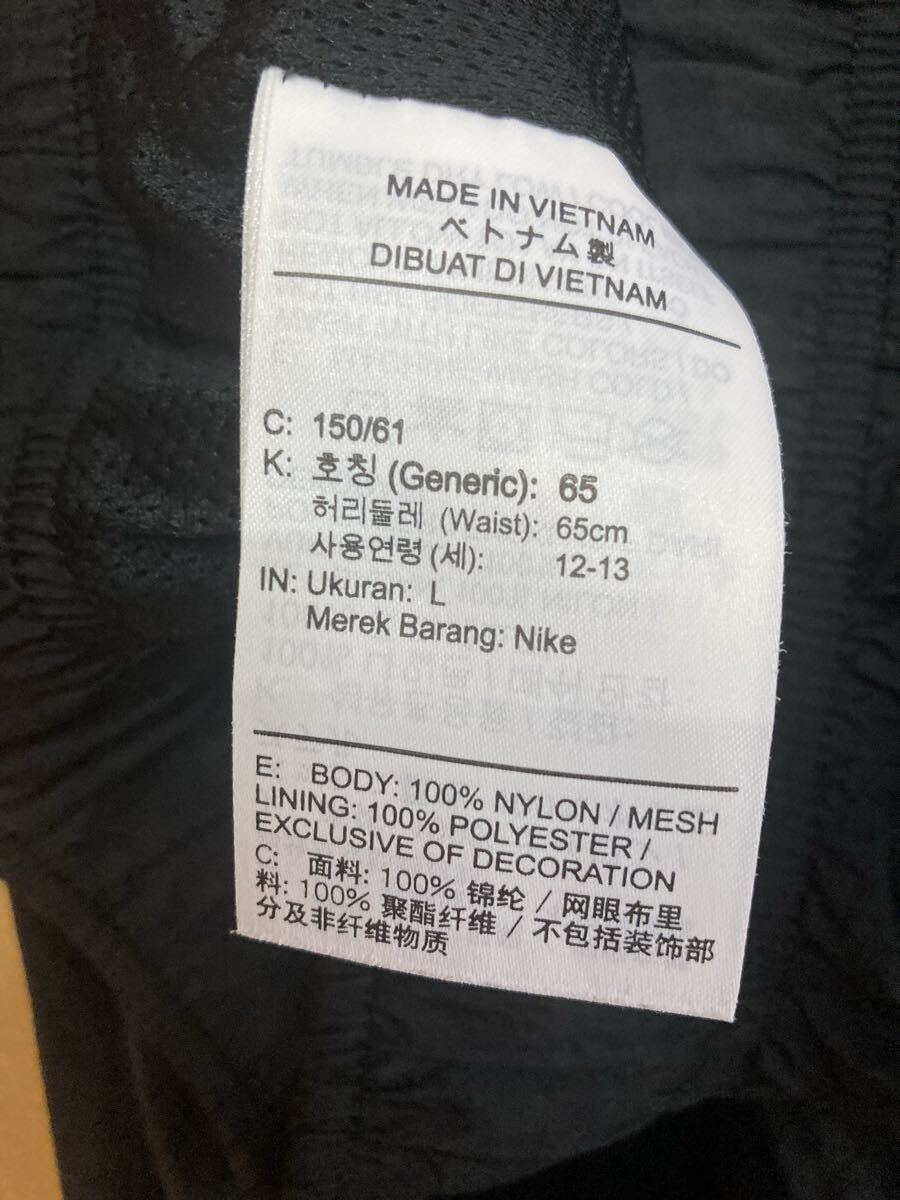 MADE IN VIETNAM
ベトナム製
DIBUAT DI VIETNAM
C: 150/61
K: 호칭 (Generic): 65
허리둘레 (Waist): 65cm
사용연령 (세): 12-13
IN: Ukuran: L
Merek Barang: Nike
E: BODY: 100% NYLON / MESH
LINING: 100% POLYESTER /
EXCLUSIVE OF DECORATION
C: 面料: 100% 锦纶 / 网眼布里
料: 100% 聚酯纤维 / 不包括装饰部
分及非纤维物质